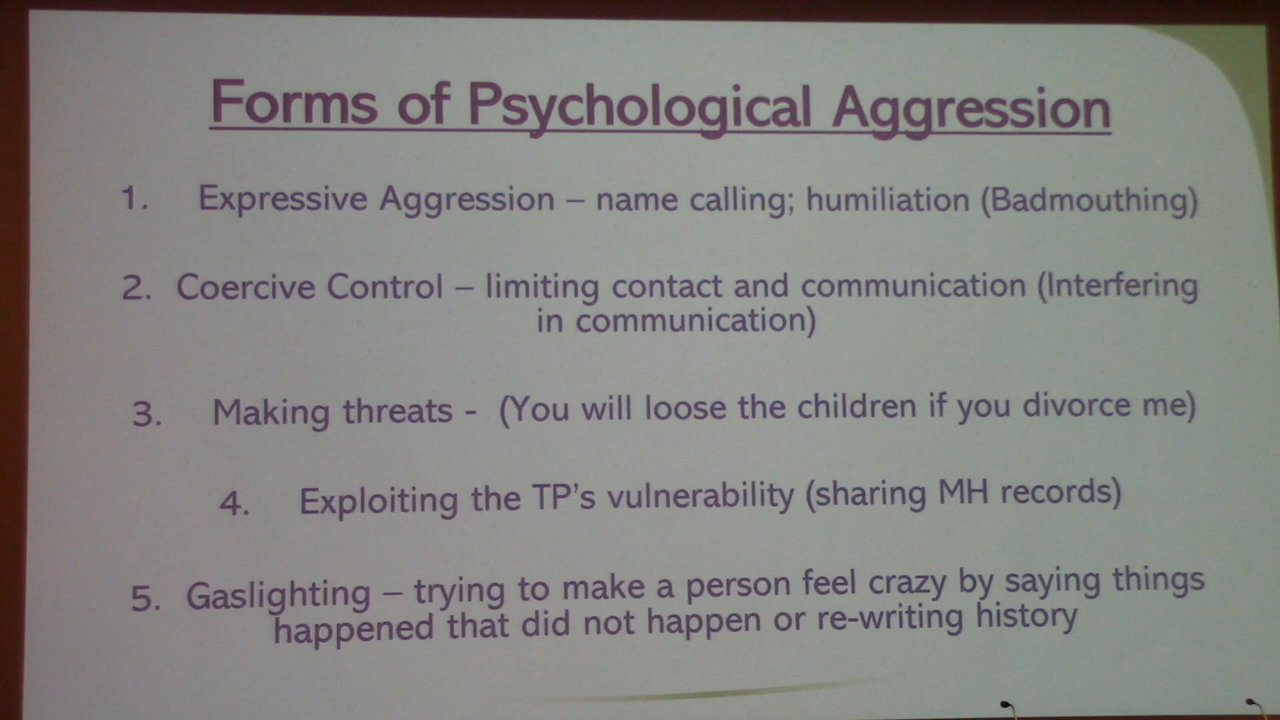 Forms of Psychological Aggression
1. Expressive Aggression – name calling; humiliation (Badmouthing)
2. Coercive Control – limiting contact and communication (Interfering
in communication)
3. Making threats - (You will loose the children if you divorce me)
4. Exploiting the TP's vulnerability (sharing MH records)
5. Gaslighting – trying to make a person feel crazy by saying things
happened that did not happen or re-writing history